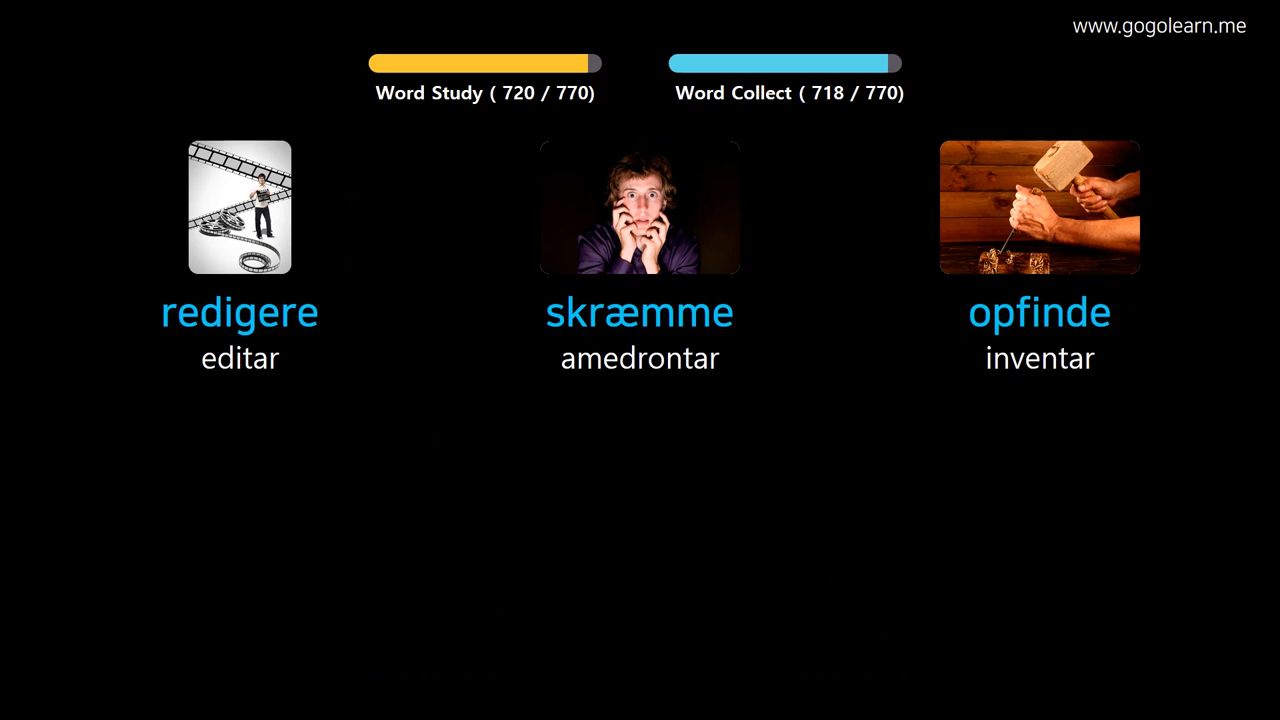 www.gogolearn.me
Word Study ( 720 / 770)
Word Collect ( 718 / 770)
redigere
skræmme
opfinde
editar
amedrontar
inventar